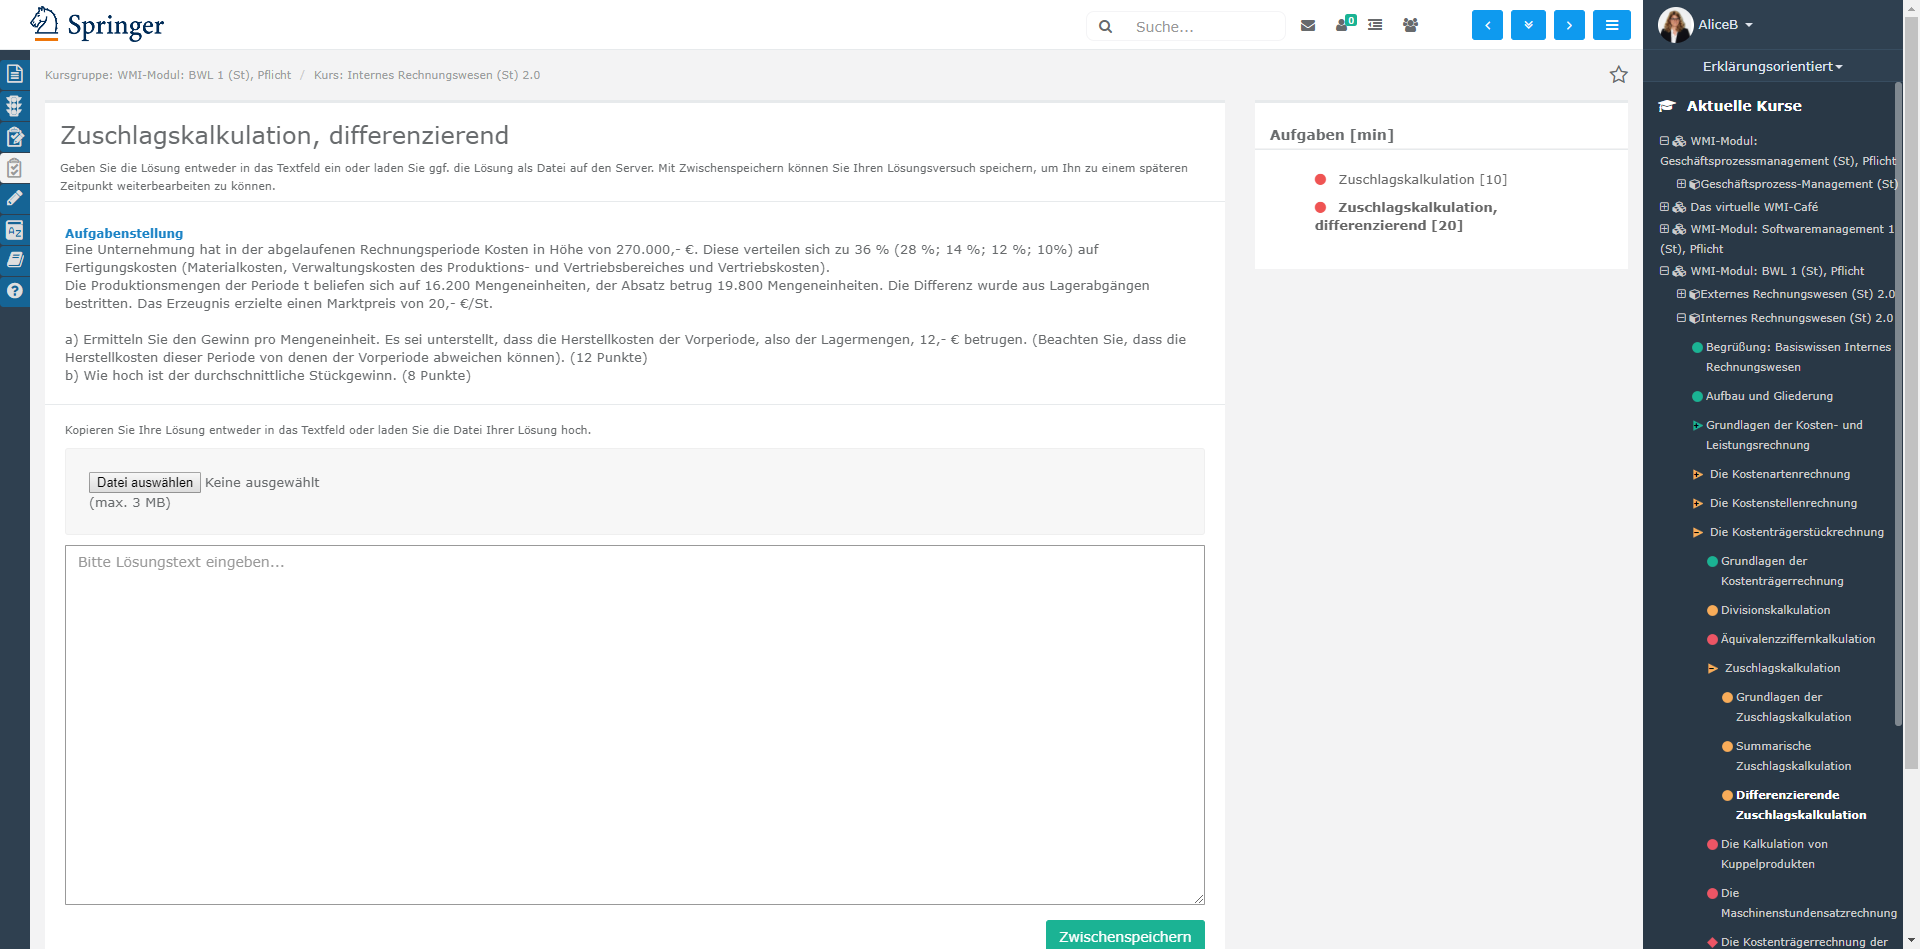 Springer
Suche...
0
AliceB
Erklärungsorientiert
Kursgruppe: WMI-Modul: BWL 1 (St), Pflicht / Kurs: Internes Rechnungswesen (St) 2.0
Zuschlagskalkulation, differenzierend
Geben Sie die Lösung entweder in das Textfeld ein oder laden Sie ggf. die Lösung als Datei auf den Server. Mit Zwischenspeichern können Sie Ihren Lösungsversuch speichern, um Ihn zu einem späteren
Zeitpunkt weiterbearbeiten zu können.
Aufgabenstellung
Eine Unternehmung hat in der abgelaufenen Rechnungsperiode Kosten in Höhe von 270.000,- €. Diese verteilen sich zu 36 % (28 %; 14 %; 12 %; 10%) auf
Fertigungskosten (Materialkosten, Verwaltungskosten des Produktions- und Vertriebsbereiches und Vertriebskosten).
Die Produktionsmengen der Periode t beliefen sich auf 16.200 Mengeneinheiten, der Absatz betrug 19.800 Mengeneinheiten. Die Differenz wurde aus Lagerabgängen
bestritten. Das Erzeugnis erzielte einen Marktpreis von 20,- €/St.
a) Ermitteln Sie den Gewinn pro Mengeneinheit. Es sei unterstellt, dass die Herstellkosten der Vorperiode, also der Lagermengen, 12,- € betrugen. (Beachten Sie, dass die
Herstellkosten dieser Periode von denen der Vorperiode abweichen können). (12 Punkte)
b) Wie hoch ist der durchschnittliche Stückgewinn. (8 Punkte)
Kopieren Sie Ihre Lösung entweder in das Textfeld oder laden Sie die Datei Ihrer Lösung hoch.
Datei auswählen Keine ausgewählt
(max. 3 MB)
Bitte Lösungstext eingeben...
Zwischenspeichern
Aufgaben [min]
Zuschlagskalkulation [10]
Zuschlagskalkulation,
differenzierend [20]
Aktuelle Kurse
WMI-Modul:
Geschäftsprozessmanagement (St), Pflicht
Geschäftsprozess-Management (St)
Das virtuelle WMI-Café
WMI-Modul: Softwaremanagement 1
(St), Pflicht
WMI-Modul: BWL 1 (St), Pflicht
Externes Rechnungswesen (St) 2.0
Internes Rechnungswesen (St) 2.0
Begrüßung: Basiswissen Internes
Rechnungswesen
Aufbau und Gliederung
Grundlagen der Kosten- und
Leistungsrechnung
Die Kostenartenrechnung
Die Kostenstellenrechnung
Die Kostenträgerstückrechnung
Grundlagen der
Kostenträgerrechnung
Divisionskalkulation
Äquivalenzziffernkalkulation
Zuschlagskalkulation
Grundlagen der
Zuschlagskalkulation
Summarische
Zuschlagskalkulation
Differenzierende
Zuschlagskalkulation
Die Kalkulation von
Kuppelprodukten
Die
Maschinenstundensatzrechnung
Die Kostenträgerrechnung der